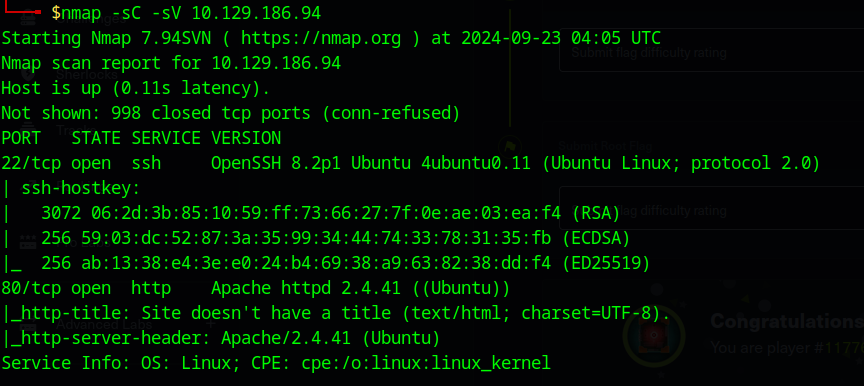 $nmap -sC -sV 10.129.186.94
Starting Nmap 7.94SVN ( https://nmap.org ) at 2024-09-23 04:05 UTC
Nmap scan report for 10.129.186.94
Host is up (0.11s latency).
Not shown: 998 closed tcp ports (conn-refused)
PORT   STATE SERVICE VERSION
22/tcp open  ssh     OpenSSH 8.2p1 Ubuntu 4ubuntu0.11 (Ubuntu Linux; protocol 2.0)
| ssh-hostkey:
|   3072 06:2d:3b:85:10:59:ff:73:66:27:7f:0e:ae:03:ea:f4 (RSA)
|   256 59:03:dc:52:87:3a:35:99:34:44:74:33:78:31:35:fb (ECDSA)
|_  256 ab:13:38:e4:3e:e0:24:b4:69:38:a9:63:82:38:dd:f4 (ED25519)
80/tcp open  http    Apache httpd 2.4.41 ((Ubuntu))
|_http-title: Site doesn't have a title (text/html; charset=UTF-8).
|_http-server-header: Apache/2.4.41 (Ubuntu)
Service Info: OS: Linux; CPE: cpe:/o:linux:linux_kernel
Submit flag difficulty rating
Submit Root Flag
flag difficulty rating
Congratulations
You are player #1177